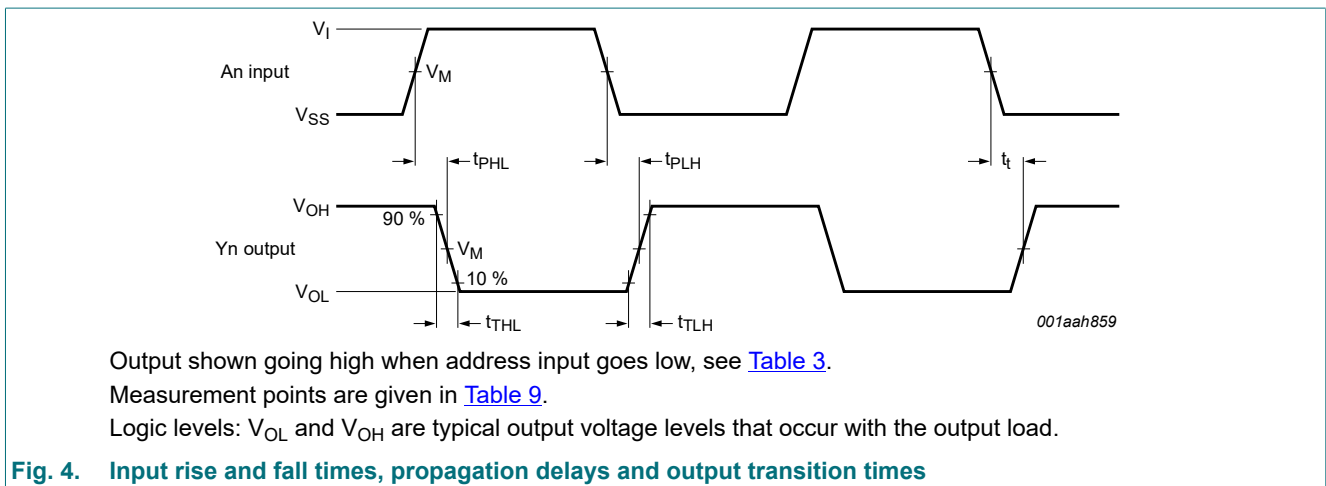 V_I
An input
V_M
V_SS
t_PHL
t_PLH
t_t
V_OH
90 %
Yn output
V_M
10 %
V_OL
t_THL
t_TLH
001aah859
Output shown going high when address input goes low, see Table 3.
Measurement points are given in Table 9.
Logic levels: V_OL and V_OH are typical output voltage levels that occur with the output load.
Fig. 4. Input rise and fall times, propagation delays and output transition times